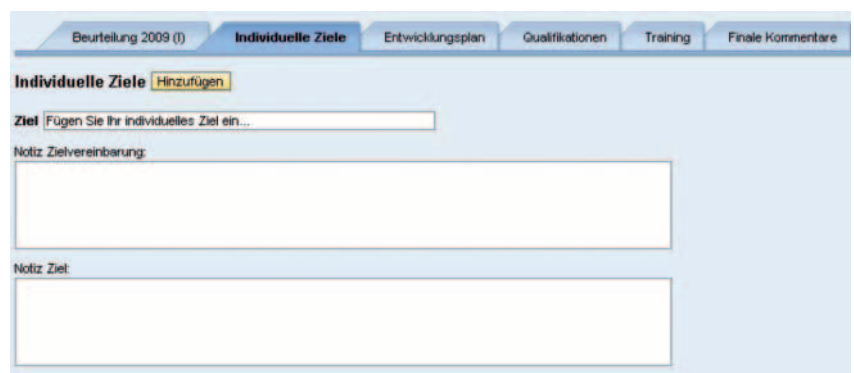 Beurteilung 2009 (I) Individuelle Ziele Entwicklungsplan Qualifikationen Training Finale Kommentare
Individuelle Ziele Hinzufügen
Ziel Fügen Sie Ihr individuelles Ziel ein...
Notiz Zielvereinbarung:
Notiz Ziel: